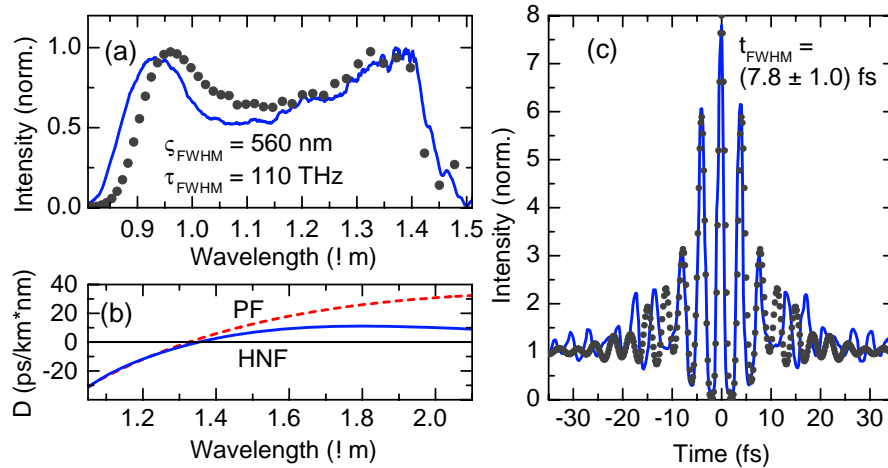 (a)
1.0
0.5
0.0
Intensity (norm.)
ςFWHM = 560 nm
τFWHM = 110 THz
0.9 1.0 1.1 1.2 1.3 1.4 1.5
Wavelength (! m)
(b)
40
20
0
-20
D (ps/km*nm)
PF
HNF
1.2 1.4 1.6 1.8 2.0
Wavelength (! m)
(c)
tFWHM =
(7.8 ± 1.0) fs
8
7
6
5
4
3
2
1
0
Intensity (norm.)
-30 -20 -10 0 10 20 30
Time (fs)